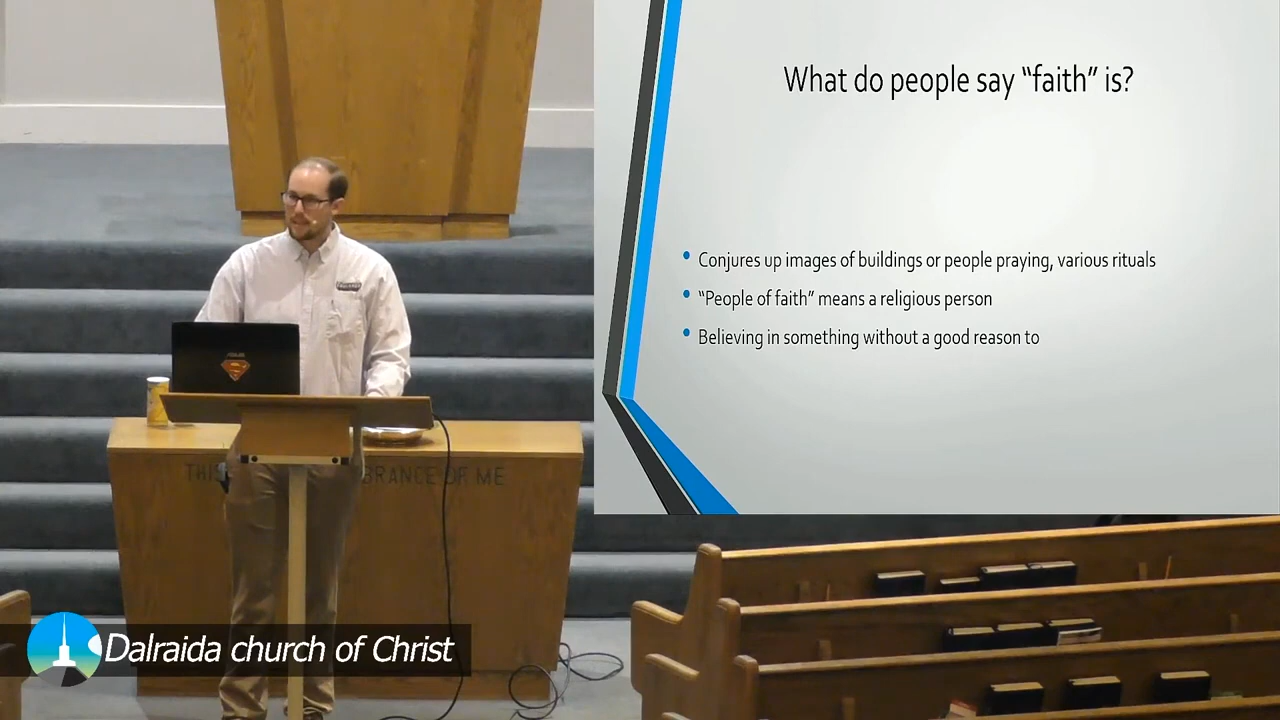 What do people say “faith” is?
• Conjures up images of buildings or people praying, various rituals
• “People of faith” means a religious person
• Believing in something without a good reason to
THIS BRANCE OF ME
Dalraida church of Christ